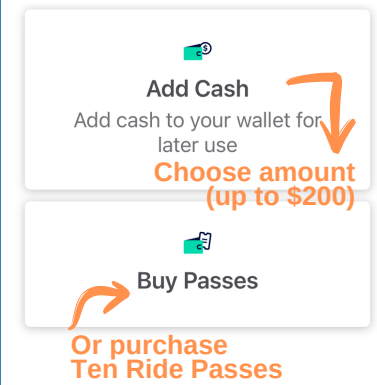 Add Cash
Add cash to your wallet for
later use
Choose amount
(up to $200)
Buy Passes
Or purchase
Ten Ride Passes